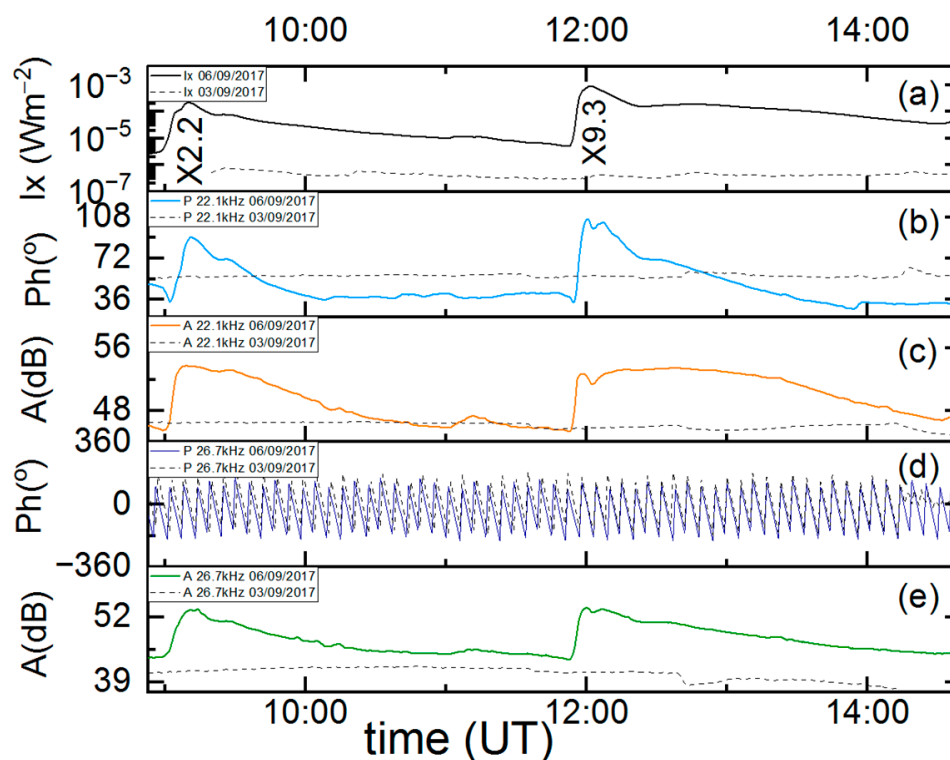 10:00 12:00 14:00
Ix 06/09/2017
Ix 03/09/2017
(a)
Ix (Wm−2)
10−3
10−5
10−7
X2.2
X9.3
P 22.1kHz 06/09/2017
P 22.1kHz 03/09/2017
(b)
Ph(º)
108
72
36
A 22.1kHz 06/09/2017
A 22.1kHz 03/09/2017
(c)
A(dB)
56
48
P 26.7kHz 06/09/2017
P 26.7kHz 03/09/2017
(d)
Ph(º)
360
0
−360
A 26.7kHz 06/09/2017
A 26.7kHz 03/09/2017
(e)
A(dB)
52
39
10:00 12:00 14:00
time (UT)